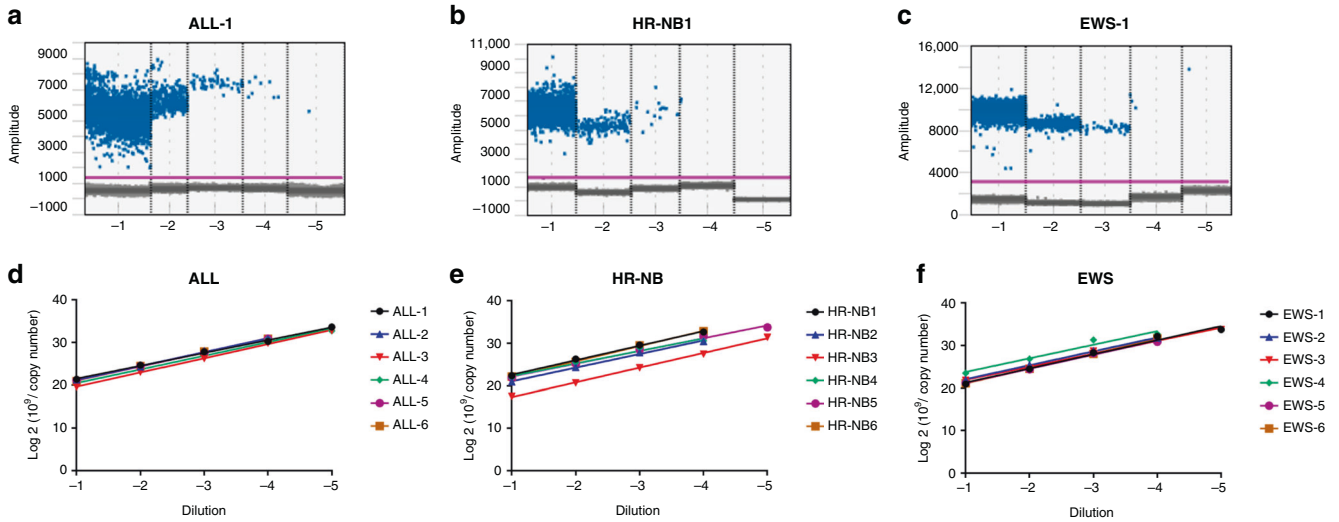 a
ALL-1
9000
7000
5000
3000
1000
−1000
Amplitude
−1 −2 −3 −4 −5
b
HR-NB1
11,000
9000
7000
5000
3000
1000
−1000
Amplitude
−1 −2 −3 −4 −5
c
EWS-1
16,000
12,000
8000
4000
0
Amplitude
−1 −2 −3 −4 −5
d
ALL
40
30
20
10
0
Log 2 (10⁹/ copy number)
−1 −2 −3 −4 −5
Dilution
ALL-1
ALL-2
ALL-3
ALL-4
ALL-5
ALL-6
e
HR-NB
40
30
20
10
0
Log 2 (10⁹/ copy number)
−1 −2 −3 −4 −5
Dilution
HR-NB1
HR-NB2
HR-NB3
HR-NB4
HR-NB5
HR-NB6
f
EWS
40
30
20
10
0
Log 2 (10⁹/ copy number)
−1 −2 −3 −4 −5
Dilution
EWS-1
EWS-2
EWS-3
EWS-4
EWS-5
EWS-6